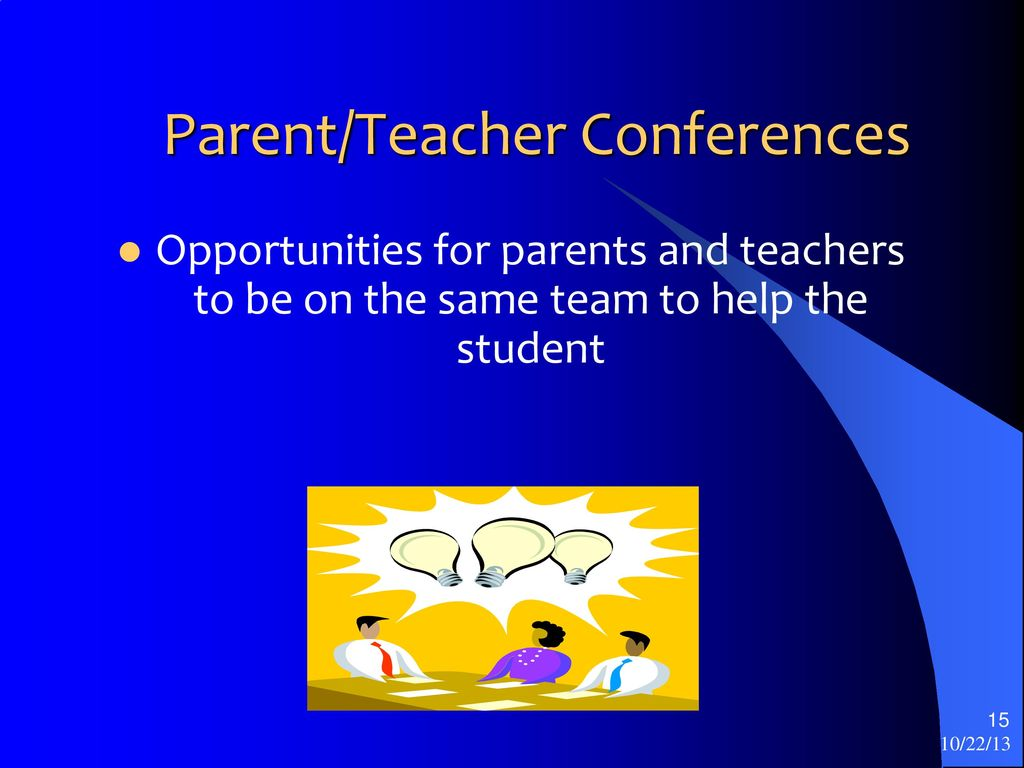 Parent/Teacher Conferences
Opportunities for parents and teachers
to be on the same team to help the
student
15
10/22/13